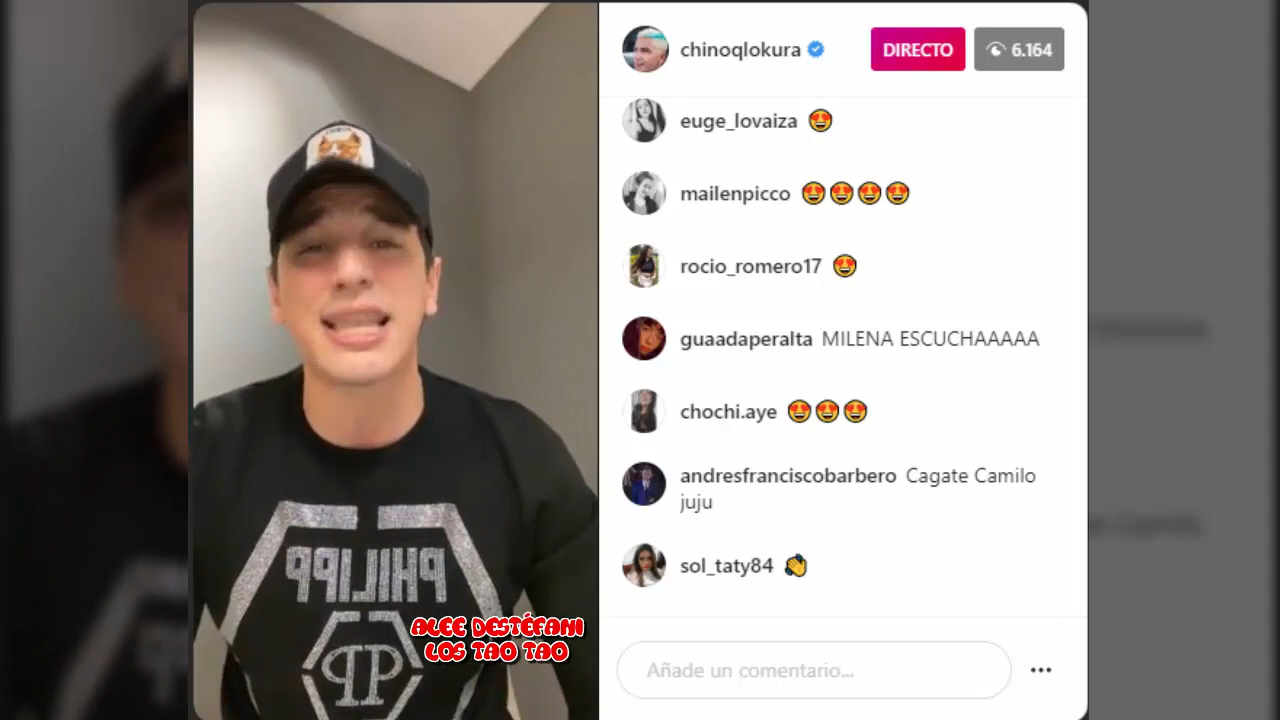 chinoqlokura
DIRECTO
6.164
euge_lovaiza 😍
mailenpicco 😍😍😍😍
rocio_romero17 😍
guaadaperalta MILENA ESCUCHAAAAA
chochi.aye 😍😍😍
andresfranciscobarbero Cagate Camilo
juju
sol_taty84 👏
Añade un comentario...
PHILIPP
PP
ALEE DESTÉFANI
LOS TAO TAO